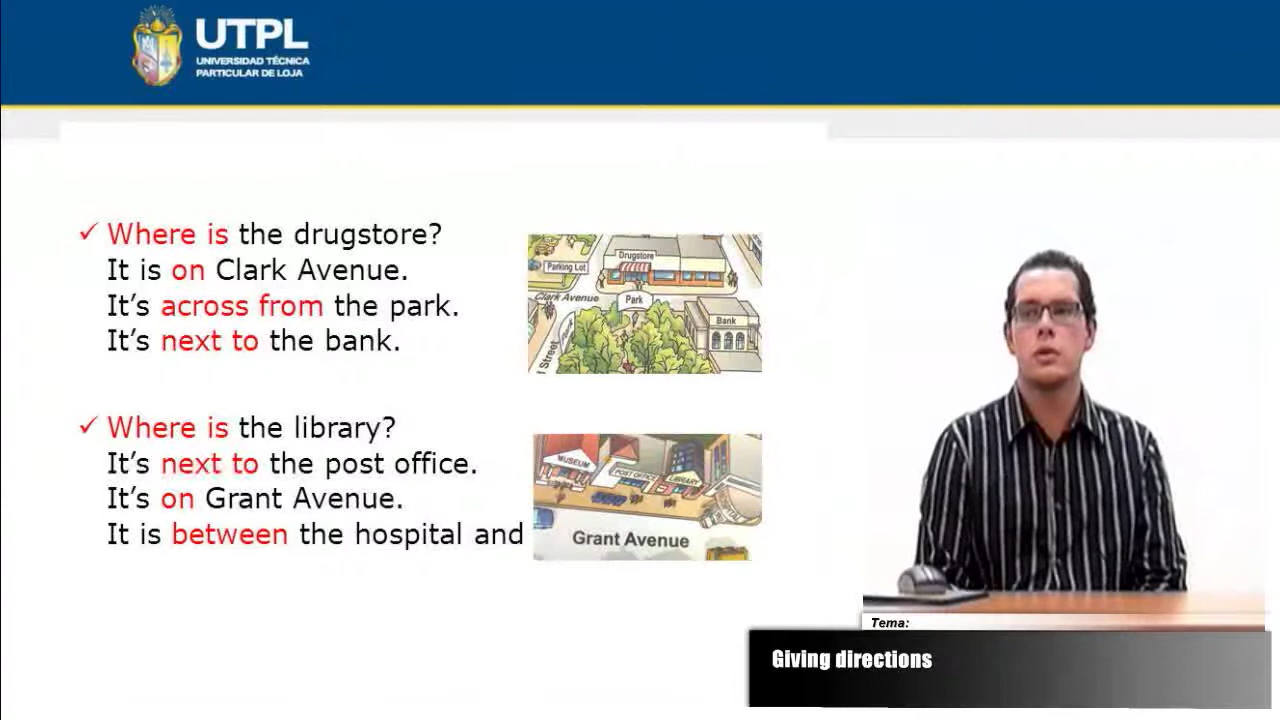 UTPL
UNIVERSIDAD TÉCNICA
PARTICULAR DE LOJA
✓ Where is the drugstore?
It is on Clark Avenue.
It's across from the park.
It's next to the bank.
Drugstore
Parking Lot
Clark Avenue
Park
Bank
Street
✓ Where is the library?
It's next to the post office.
It's on Grant Avenue.
It is between the hospital and
MUSEUM
POST OFFICE
LIBRARY
Grant Avenue
Tema:
Giving directions